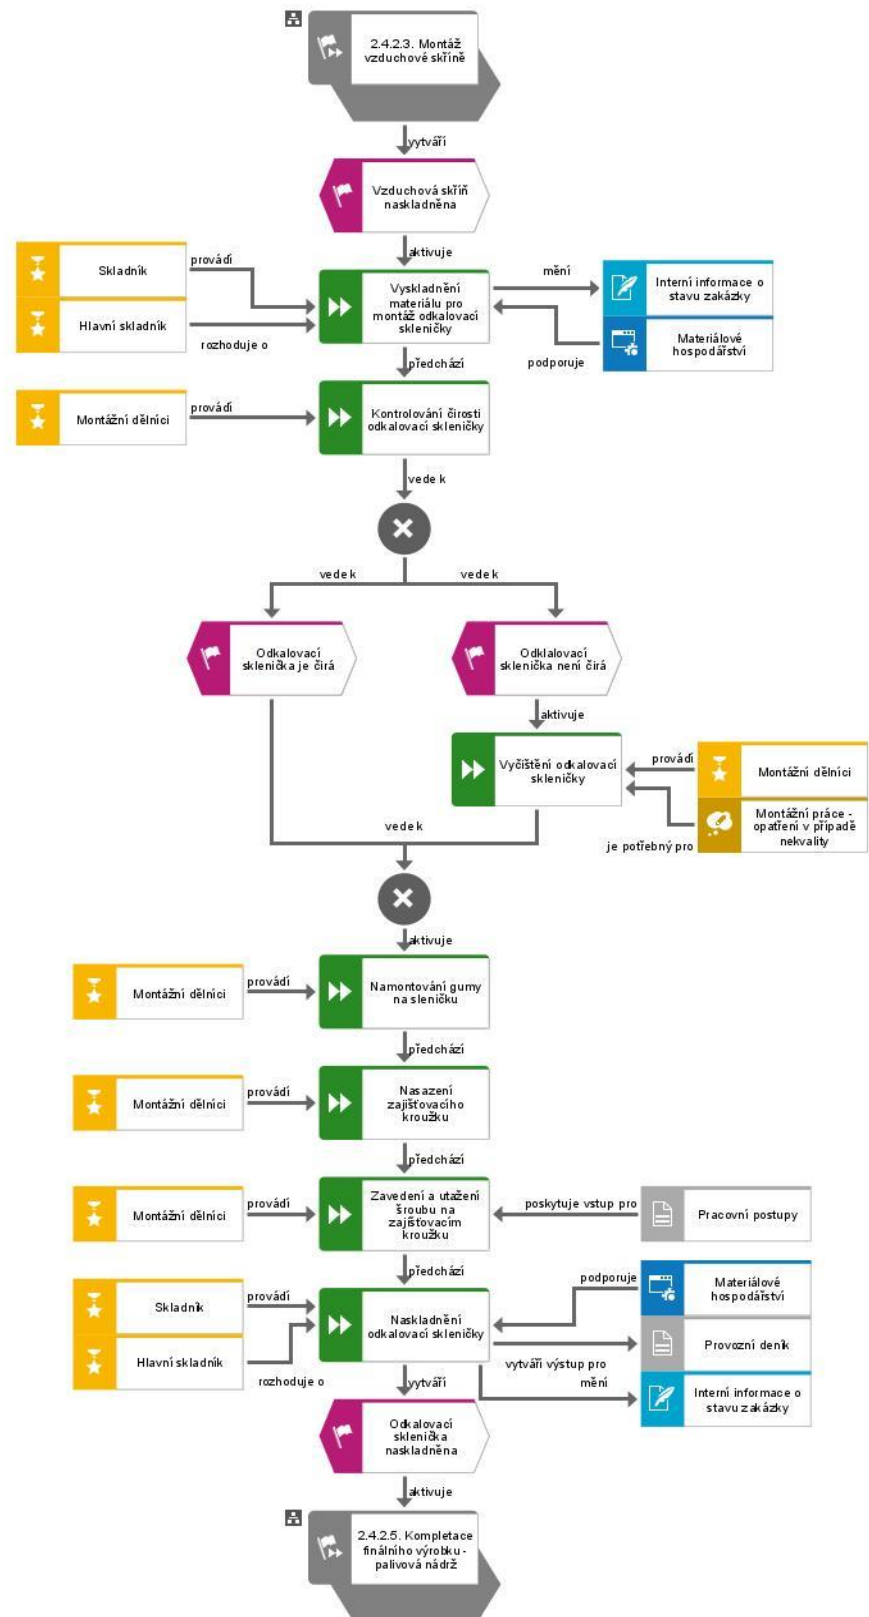 2.4.2.3. Montáž
vzduchové skříně
vytváří
Vzduchová skříň
naskladněna
aktivuje
Skladník
provádí
Hlavní skladník
rozhoduje o
Vyskladnění
materiálu pro
montáž odkalovací
skleničky
mění
Interní informace o
stavu zakázky
Materiálové
hospodářství
podporuje
předchází
Montážní dělníci
provádí
Kontrolování čirosti
odkalovací skleničky
vede k
vede k
vede k
Odkalovací
sklenička je čirá
Odklalovací
sklenička není čirá
aktivuje
Vyčištění odkalovací
skleničky
provádí
Montážní dělníci
Montážní práce -
opatření v případě
nekvality
je potřebný pro
vede k
aktivuje
Montážní dělníci
provádí
Namontování gumy
na sleničku
předchází
Montážní dělníci
provádí
Nasazení
zajišťovacího
kroužku
předchází
Montážní dělníci
provádí
Zavedení a utažení
šroubu na
zajišťovacím
kroužku
poskytuje vstup pro
Pracovní postupy
předchází
Skladník
provádí
Hlavní skladník
rozhoduje o
Naskladnění
odkalovací skleničky
podporuje
Materiálové
hospodářství
Provozní deník
vytváří výstup pro
mění
Interní informace o
stavu zakázky
vytváří
Odkalovací
sklenička
naskladněna
aktivuje
2.4.2.5. Kompletace
finálního výrobku -
palivová nádrž